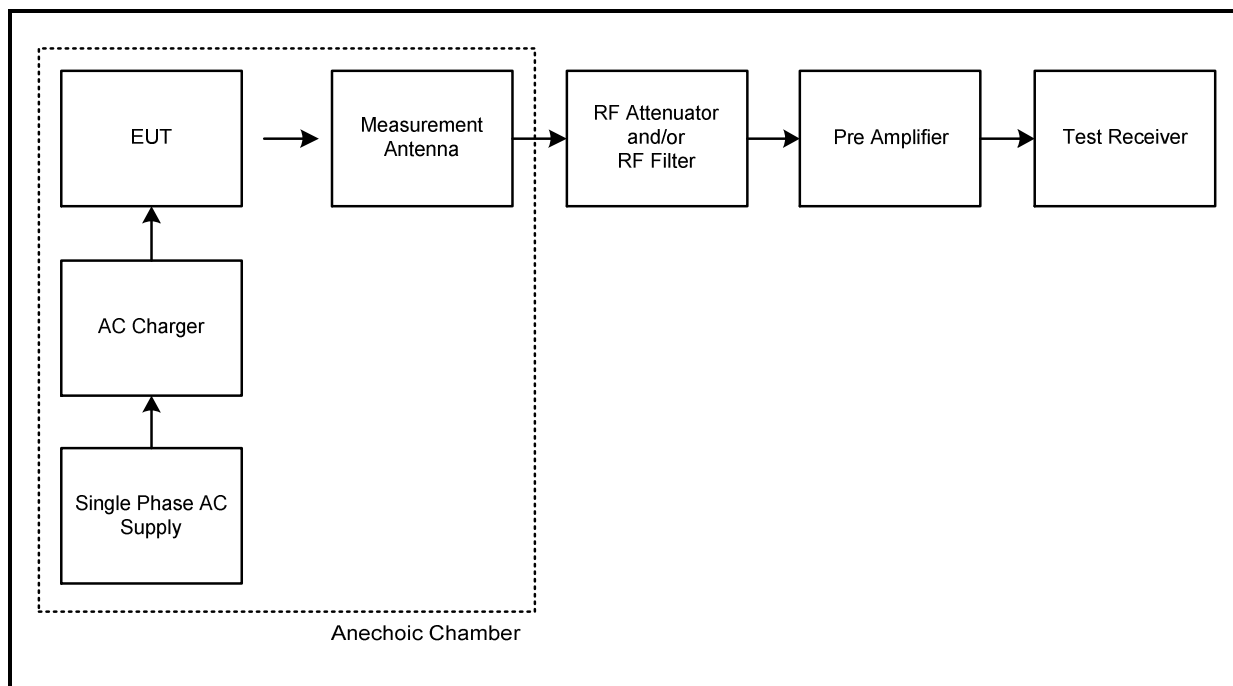 EUT
Measurement
Antenna
RF Attenuator
and/or
RF Filter
Pre Amplifier
Test Receiver
AC Charger
Single Phase AC
Supply
Anechoic Chamber